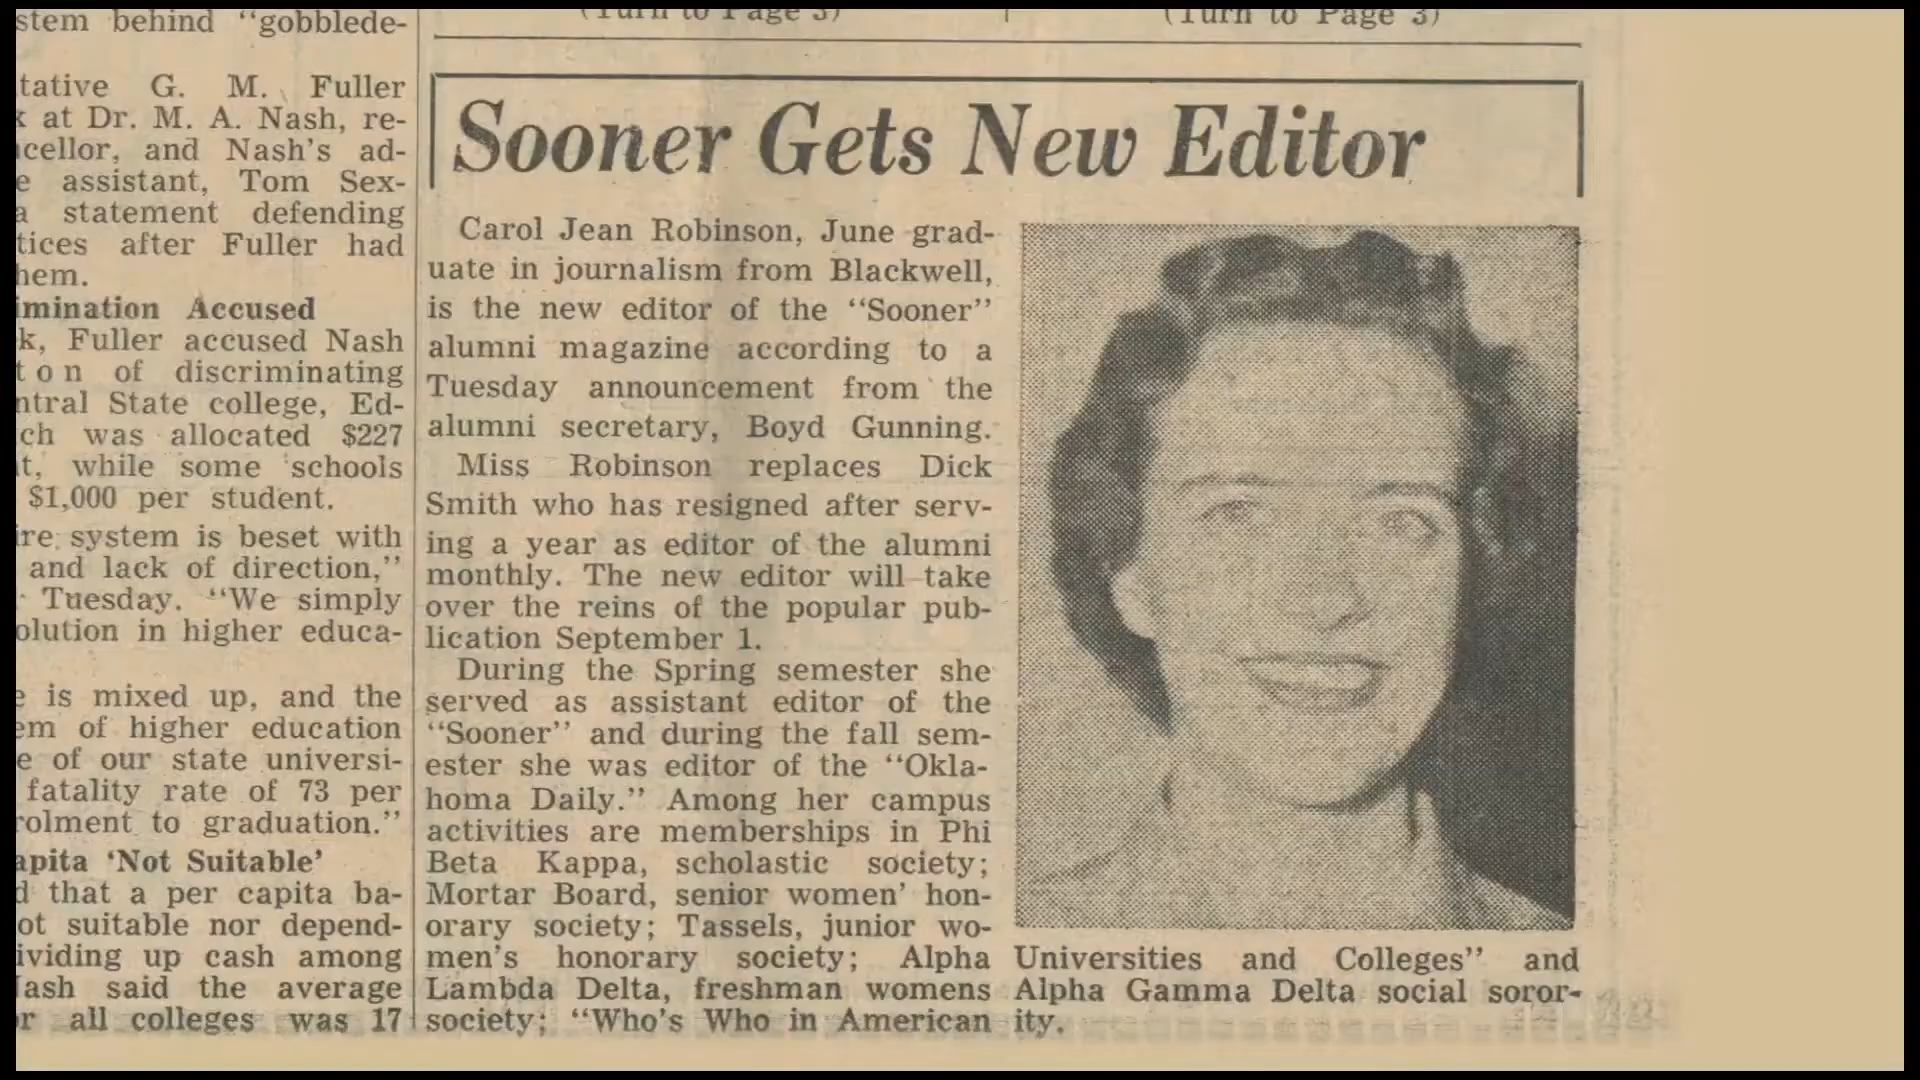 stem behind "gobblede-
tative G. M. Fuller
k at Dr. M. A. Nash, re-
cellor, and Nash's ad-
e assistant, Tom Sex-
a statement defending
tices after Fuller had
hem.
imination Accused
k, Fuller accused Nash
ton of discriminating
ntral State college, Ed-
ch was allocated $227
t, while some schools
$1,000 per student.
re system is beset with
and lack of direction,"
Tuesday. "We simply
olution in higher educa-
e is mixed up, and the
em of higher education
e of our state universi-
fatality rate of 73 per
rolment to graduation."
apita 'Not Suitable'
d that a per capita ba-
ot suitable nor depend-
ividing up cash among
Nash said the average
r all colleges was 17
(Turn to Page 3)
(Turn to Page 3)
Sooner Gets New Editor
Carol Jean Robinson, June grad-
uate in journalism from Blackwell,
is the new editor of the "Sooner"
alumni magazine according to a
Tuesday announcement from the
alumni secretary, Boyd Gunning.
Miss Robinson replaces Dick
Smith who has resigned after serv-
ing a year as editor of the alumni
monthly. The new editor will take
over the reins of the popular pub-
lication September 1.
During the Spring semester she
served as assistant editor of the
"Sooner" and during the fall sem-
ester she was editor of the "Okla-
homa Daily." Among her campus
activities are memberships in Phi
Beta Kappa, scholastic society;
Mortar Board, senior women' hon-
orary society; Tassels, junior wo-
men's honorary society; Alpha
Lambda Delta, freshman womens
society; "Who's Who in American
Universities and Colleges" and
Alpha Gamma Delta social soror-
ity.